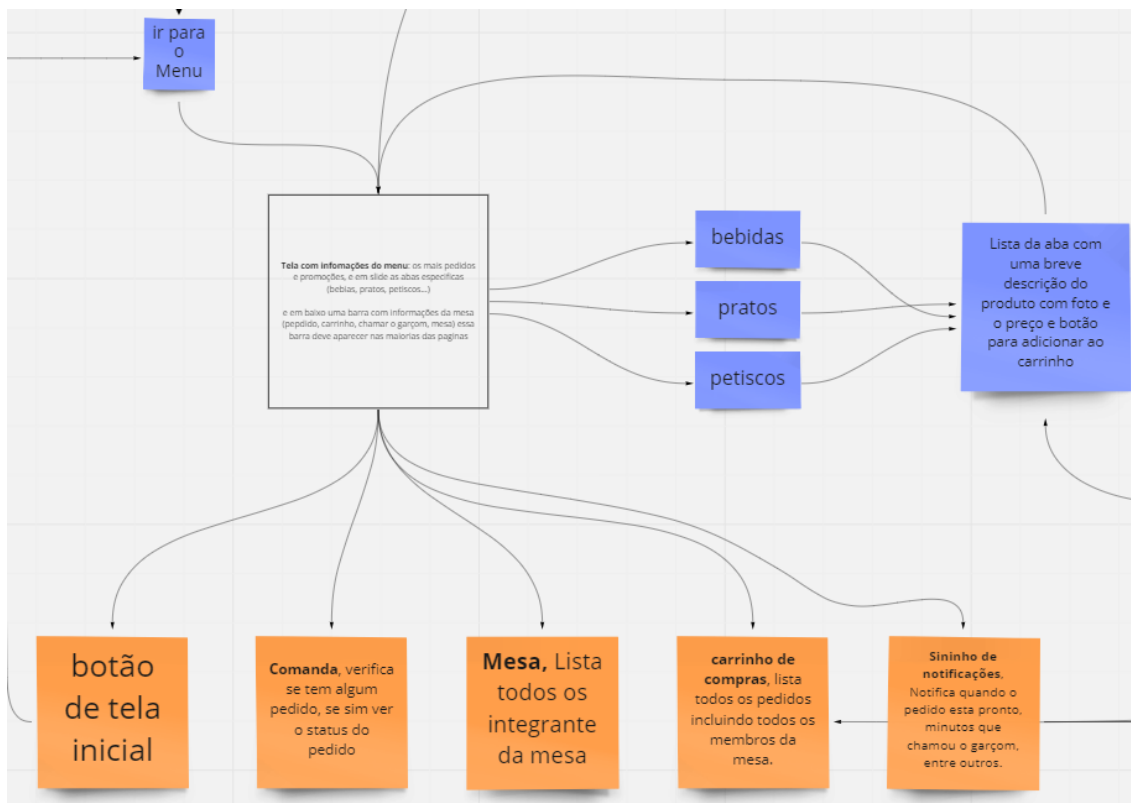 ir para
o
Menu
Tela com infomações do menu: os mais pedidos
e promoções, e em slide as abas especificas
(bebias, pratos, petiscos...)
e em baixo uma barra com informações da mesa
(pepdido, carrinho, chamar o garçom, mesa) essa
barra deve aparecer nas maiorias das paginas
bebidas
pratos
petiscos
Lista da aba com
uma breve
descrição do
produto com foto e
o preço e botão
para adicionar ao
carrinho
botão
de tela
inicial
Comanda, verifica
se tem algum
pedido, se sim ver
o status do
pedido
Mesa, Lista
todos os
integrante
da mesa
carrinho de
compras, lista
todos os pedidos
incluindo todos os
membros da
mesa.
Sininho de
notificações,
Notifica quando o
pedido esta pronto,
minutos que
chamou o garçom,
entre outros.